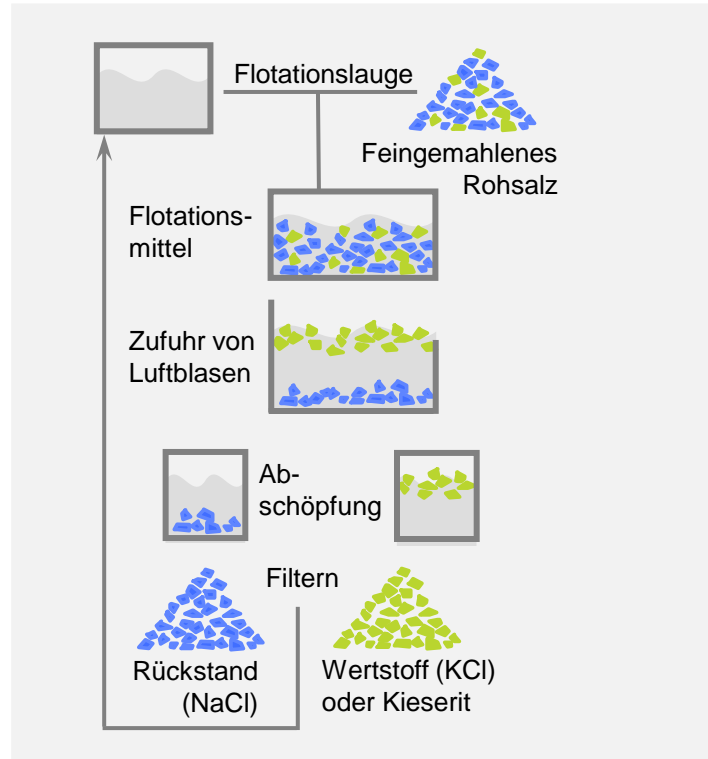 Flotationslauge
Feingemahlenes
Rohsalz
Flotations-
mittel
Zufuhr von
Luftblasen
Ab-
schöpfung
Filtern
Rückstand
(NaCl)
Wertstoff (KCl)
oder Kieserit